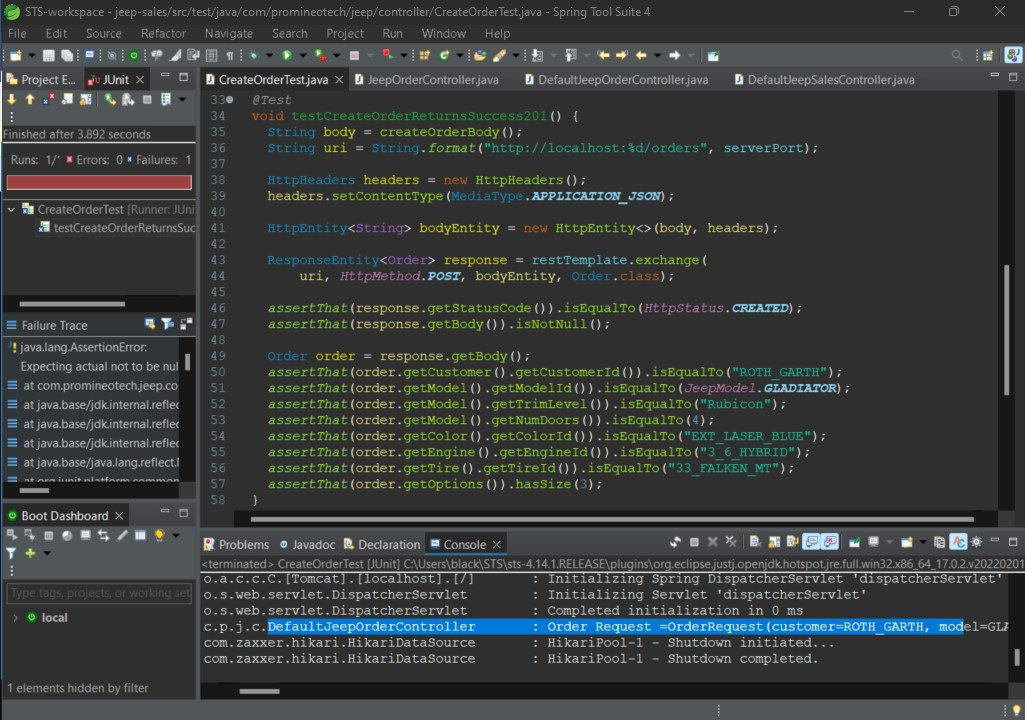 STS-workspace - jeep-sales/src/test/java/com/promineotech/jeep/controller/CreateOrderTest.java - Spring Tool Suite 4
File Edit Source Refactor Navigate Search Project Run Window Help
Project E... JUnit
Finished after 3.892 seconds
Runs: 1/1 Errors: 0 Failures: 1
CreateOrderTest [Runner: JUni
testCreateOrderReturnsSuc
Failure Trace
java.lang.AssertionError:
Expecting actual not to be nul
at com.promineotech.jeep.co
at java.base/jdk.internal.reflec
at java.base/jdk.internal.reflec
at java.base/jdk.internal.reflec
at java.base/java.lang.reflect.
at org.junit.platform.common
Boot Dashboard
Type tags, projects, or working set
local
1 elements hidden by filter
CreateOrderTest.java JeepOrderController.java DefaultJeepOrderController.java DefaultJeepSalesController.java
33 @Test
34 void testCreateOrderReturnsSuccess201() {
35 String body = createOrderBody();
36 String uri = String.format("http://localhost:%d/orders", serverPort);
37
38 HttpHeaders headers = new HttpHeaders();
39 headers.setContentType(MediaType.APPLICATION_JSON);
40
41 HttpEntity<String> bodyEntity = new HttpEntity<>(body, headers);
42
43 ResponseEntity<Order> response = restTemplate.exchange(
44 uri, HttpMethod.POST, bodyEntity, Order.class);
45
46 assertThat(response.getStatusCode()).isEqualTo(HttpStatus.CREATED);
47 assertThat(response.getBody()).isNotNull();
48
49 Order order = response.getBody();
50 assertThat(order.getCustomer().getCustomerId()).isEqualTo("ROTH_GARTH");
51 assertThat(order.getModel().getModelId()).isEqualTo(JeepModel.GLADIATOR);
52 assertThat(order.getModel().getTrimLevel()).isEqualTo("Rubicon");
53 assertThat(order.getModel().getNumDoors()).isEqualTo(4);
54 assertThat(order.getColor().getColorId()).isEqualTo("EXT_LASER_BLUE");
55 assertThat(order.getEngine().getEngineId()).isEqualTo("3_6_HYBRID");
56 assertThat(order.getTire().getTireId()).isEqualTo("33_FALKEN_MT");
57 assertThat(order.getOptions()).hasSize(3);
58 }
Problems Javadoc Declaration Console
<terminated> CreateOrderTest [JUnit] C:\Users\black\STS\sts-4.14.1.RELEASE\plugins\org.eclipse.justj.openjdk.hotspot.jre.full.win32.x86_64_17.0.2.v20220201
o.a.c.c.C.[Tomcat].[localhost].[/] : Initializing Spring DispatcherServlet 'dispatcherServlet'
o.s.web.servlet.DispatcherServlet : Initializing Servlet 'dispatcherServlet'
o.s.web.servlet.DispatcherServlet : Completed initialization in 0 ms
c.p.j.c.DefaultJeepOrderController : Order Request =OrderRequest(customer=ROTH_GARTH, model=GLA
com.zaxxer.hikari.HikariDataSource : HikariPool-1 - Shutdown initiated...
com.zaxxer.hikari.HikariDataSource : HikariPool-1 - Shutdown completed.